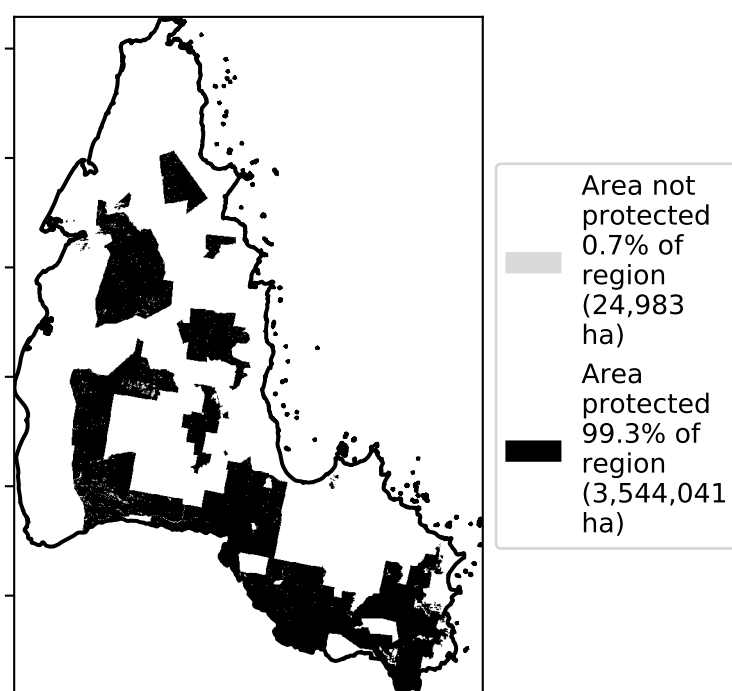 Area not
protected
0.7% of
region
(24,983
ha)
Area
protected
99.3% of
region
(3,544,041
ha)